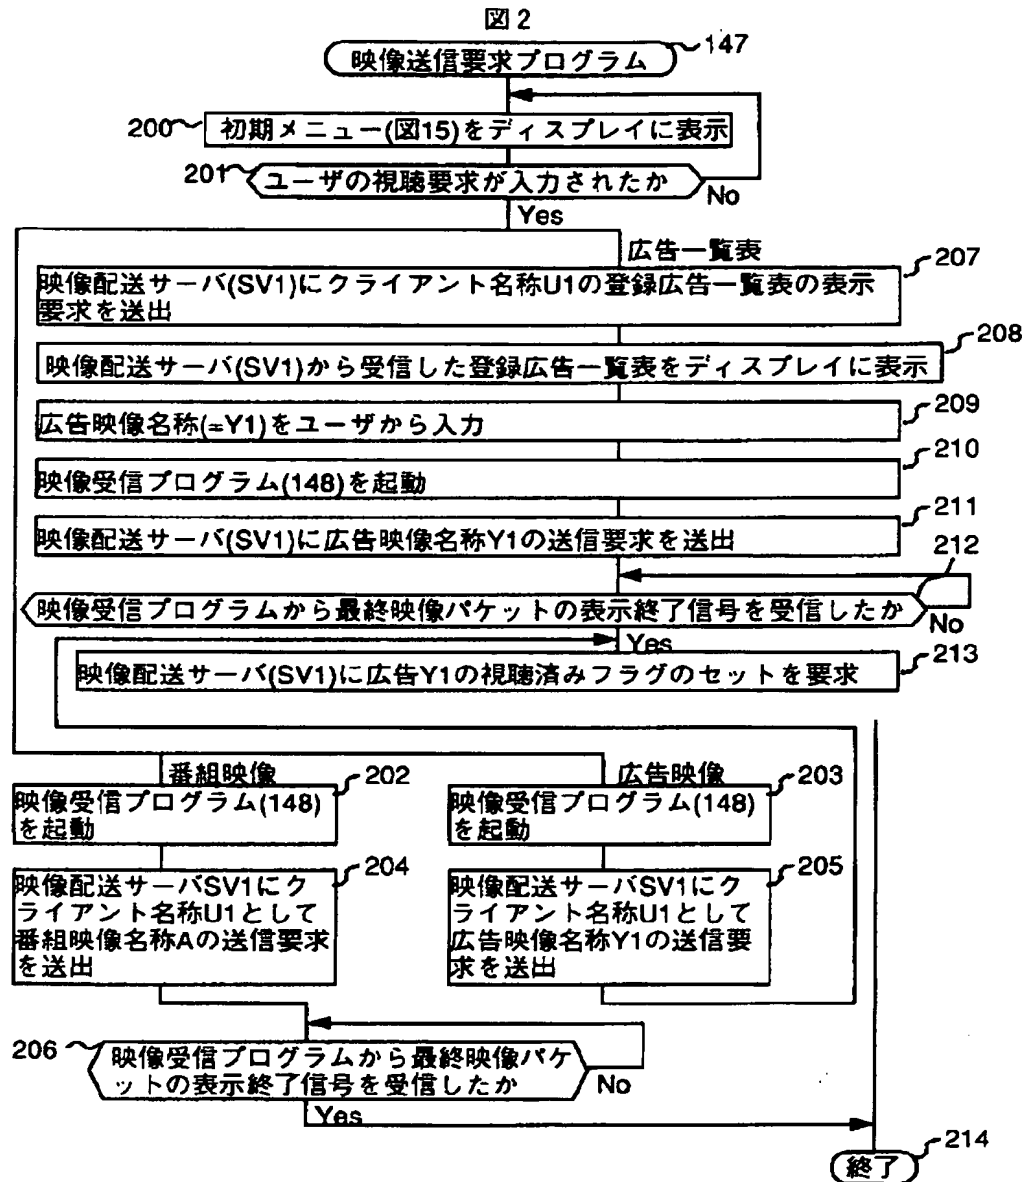 図2
映像送信要求プログラム
147
200
初期メニュー(図15)をディスプレイに表示
201
ユーザの視聴要求が入力されたか
No
Yes
広告一覧表
207
映像配送サーバ(SV1)にクライアント名称U1の登録広告一覧表の表示
要求を送出
208
映像配送サーバ(SV1)から受信した登録広告一覧表をディスプレイに表示
209
広告映像名称(=Y1)をユーザから入力
210
映像受信プログラム(148)を起動
211
映像配送サーバ(SV1)に広告映像名称Y1の送信要求を送出
212
映像受信プログラムから最終映像パケットの表示終了信号を受信したか
No
Yes
213
映像配送サーバ(SV1)に広告Y1の視聴済みフラグのセットを要求
番組映像
202
映像受信プログラム(148)
を起動
広告映像
203
映像受信プログラム(148)
を起動
204
映像配送サーバSV1にク
ライアント名称U1として
番組映像名称Aの送信要求
を送出
205
映像配送サーバSV1にク
ライアント名称U1として
広告映像名称Y1の送信要
求を送出
206
映像受信プログラムから最終映像パケ
ットの表示終了信号を受信したか
No
Yes
214
終了